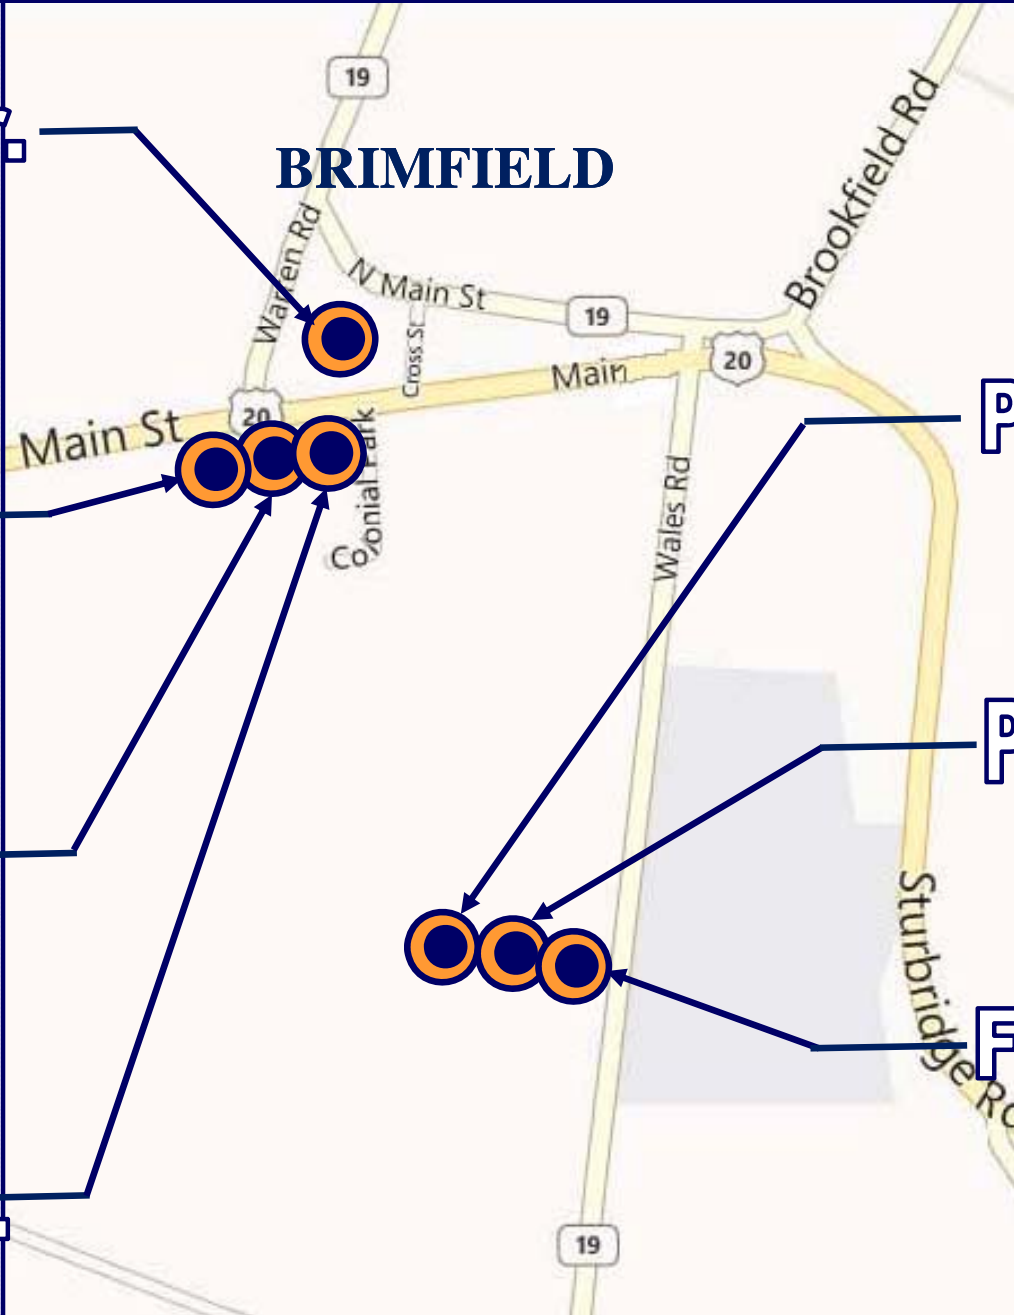 19
BRIMFIELD
Brookfield Rd
Warren Rd
N Main St
19
Cross St
20
Main
20
Main St
P
Colonial Park
Wales Rd
P
Sturbridge Rd
F
19